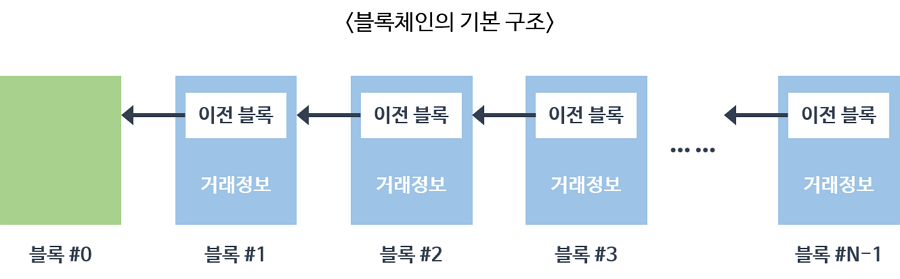 <블록체인의 기본 구조>
이전 블록 이전 블록 이전 블록 이전 블록
... ...
거래정보 거래정보 거래정보 거래정보
블록 #0 블록 #1 블록 #2 블록 #3 블록 #N-1